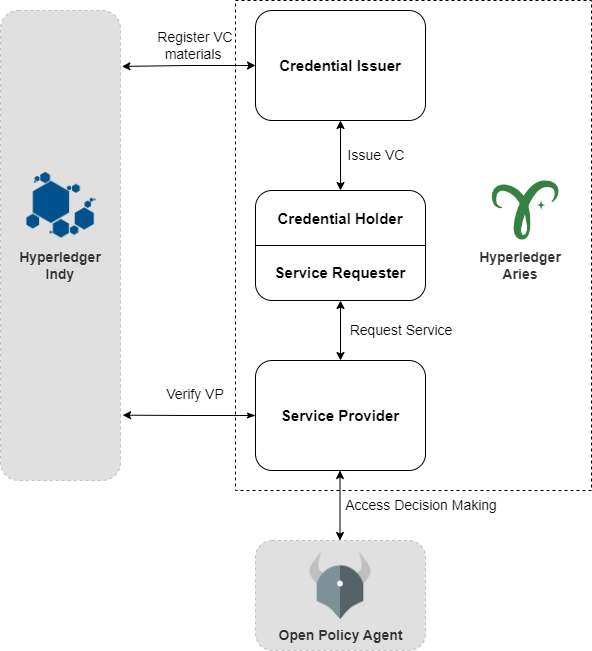 Register VC
materials
Credential Issuer
Issue VC
Credential Holder
Hyperledger
Indy
Hyperledger
Aries
Service Requester
Request Service
Verify VP
Service Provider
Access Decision Making
Open Policy Agent